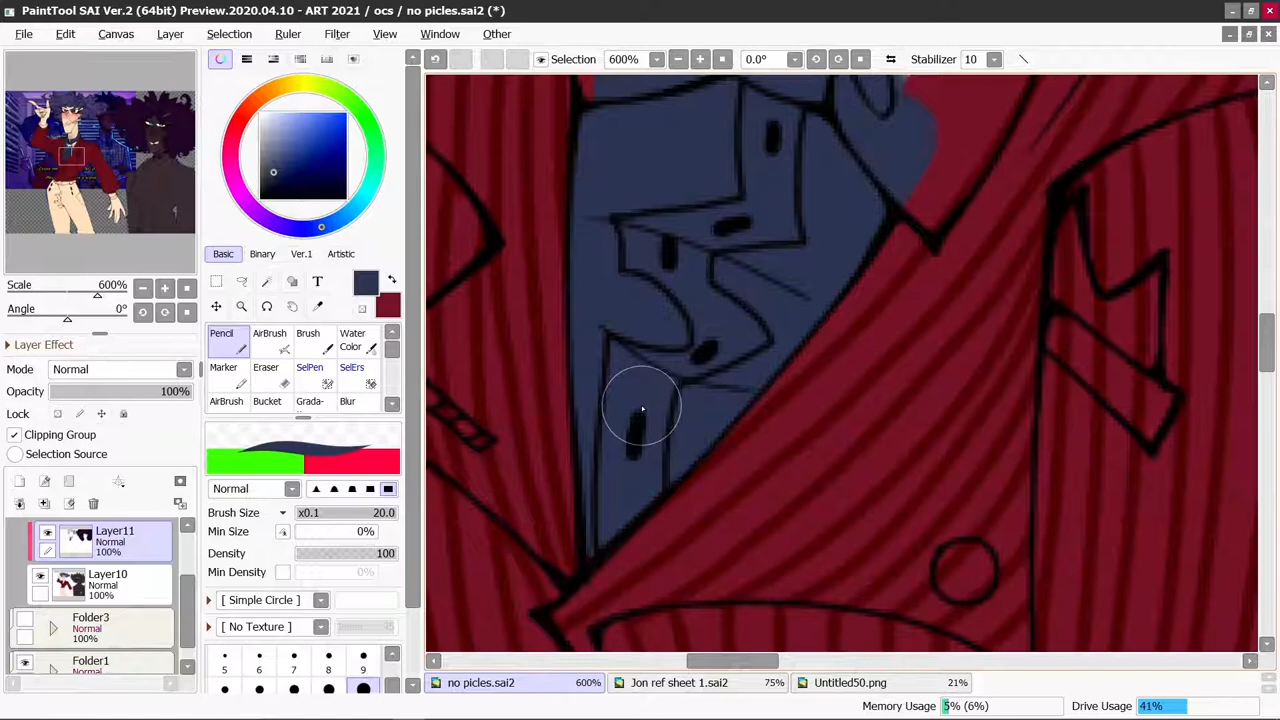 PaintTool SAI Ver.2 (64bit) Preview.2020.04.10 - ART 2021 / ocs / no picles.sai2 (*)
File Edit Canvas Layer Selection Ruler Filter View Window Other
Selection 600% 0.0° Stabilizer 10
Basic Binary Ver.1 Artistic
T
Scale 600%
Angle 0°
Layer Effect
Mode Normal
Opacity 100%
Lock
Clipping Group
Selection Source
Pencil AirBrush Brush Water Color
Marker Eraser SelPen SelErs
AirBrush Bucket Grada- Blur
Normal
Brush Size x0.1 20.0
Min Size 0%
Density 100
Min Density 0%
[ Simple Circle ]
[ No Texture ]
5 6 7 8 9
Layer11
Normal
100%
Layer10
Normal
100%
Folder3
Normal
100%
Folder1
Normal
no picles.sai2 600% Jon ref sheet 1.sai2 75% Untitled50.png 21%
Memory Usage 5% (6%) Drive Usage 41%